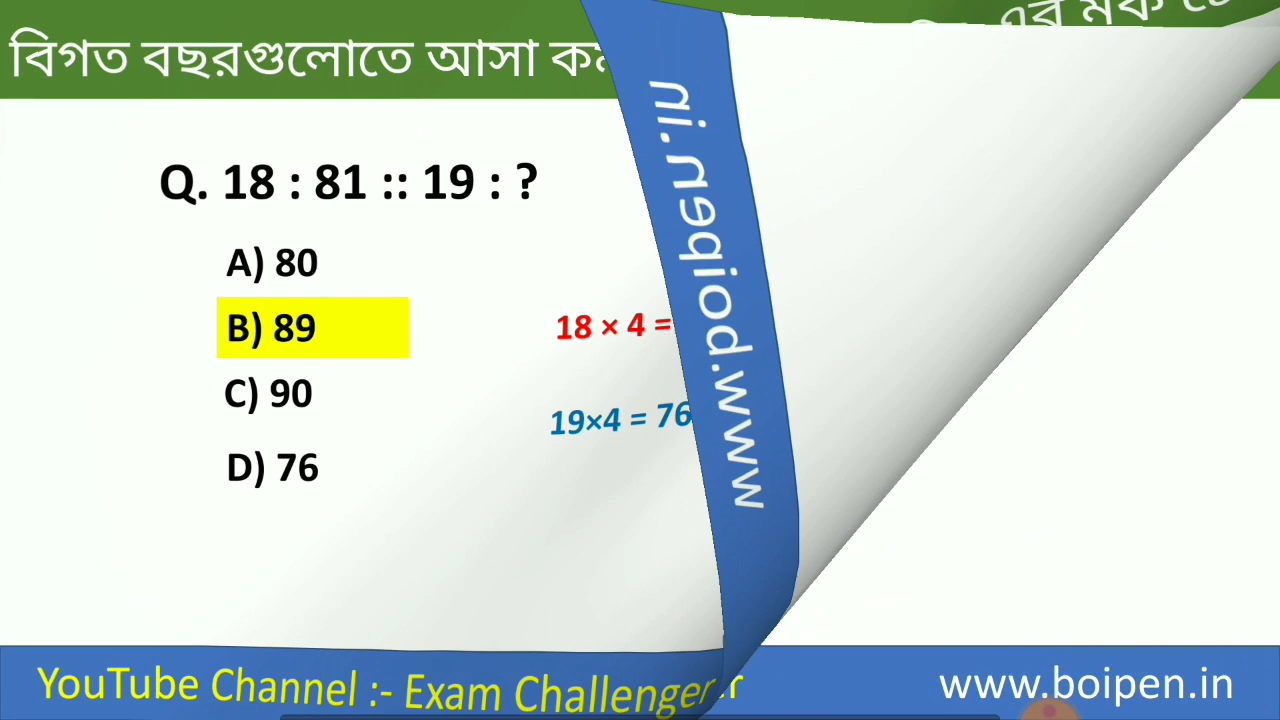 বিগত বছরগুলোতে আসা
Q. 18 : 81 :: 19 : ?
A) 80
B) 89
C) 90
D) 76
18 × 4 =
19×4 = 76
www.boipen.in
YouTube Channel :- Exam Challenger
www.boipen.in